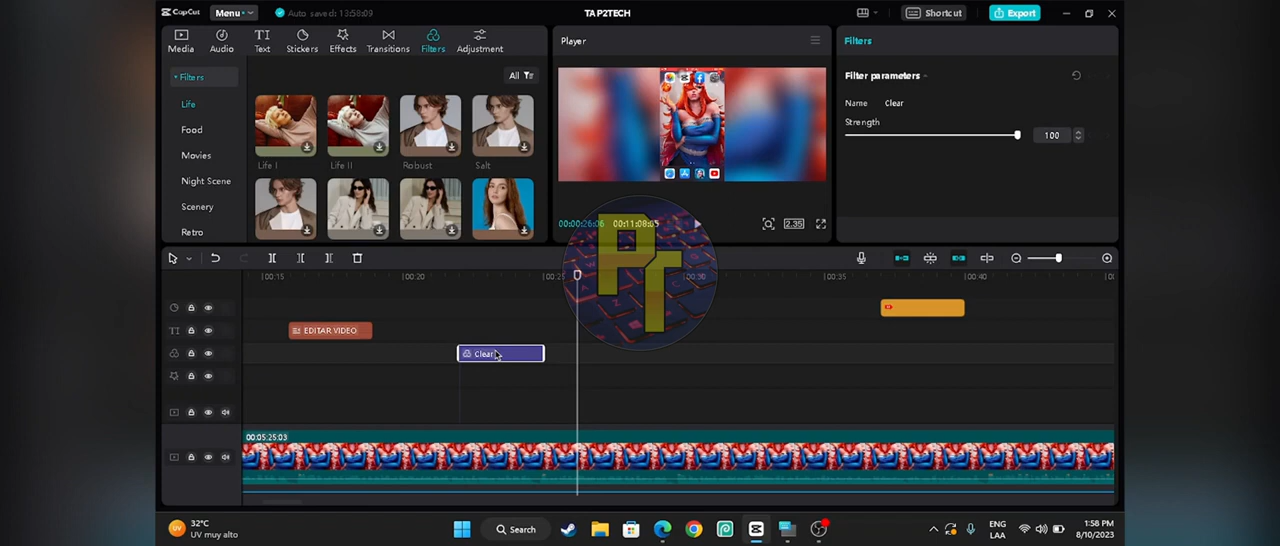 CapCut
Menu
Auto saved: 13:58:09
TA P2TECH
Shortcut
Export
Media
Audio
Text
Stickers
Effects
Transitions
Filters
Adjustment
Player
Filters
Filters
All
Life
Food
Movies
Night Scene
Scenery
Retro
Life I
Life II
Robust
Salt
Filter parameters
Name
Clear
Strength
100
00:00:26:06
00:11:08:05
2.35
PT
00:15
00:20
00:25
00:30
00:35
00:40
EDITAR VIDEO
Clear
00:05:25:03
UV
32°C
UV muy alto
Search
ENG
LAA
1:58 PM
8/10/2023